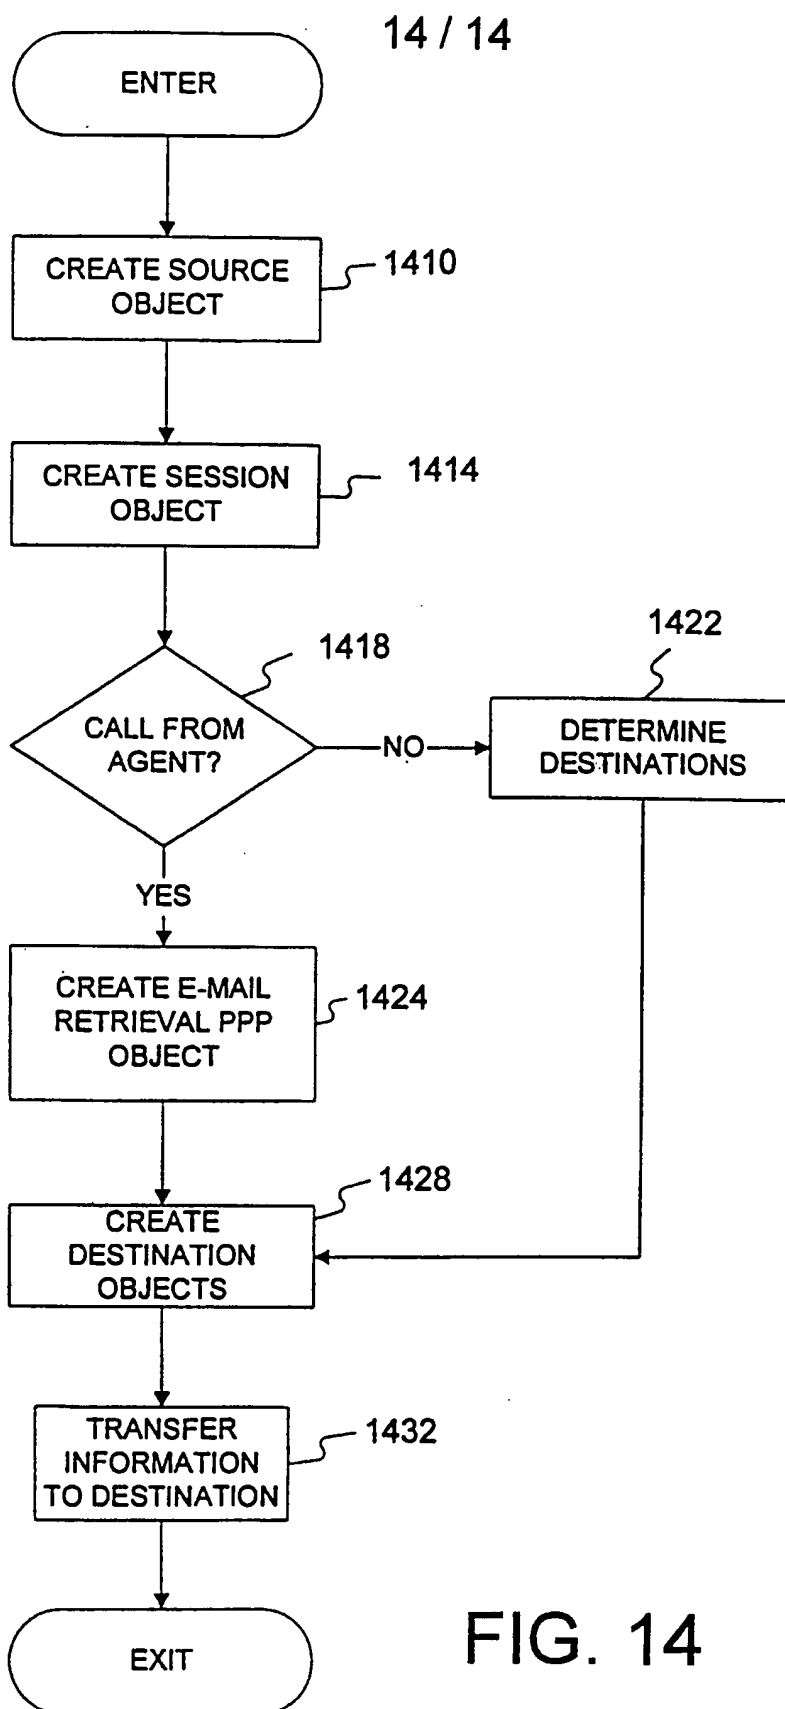 14 / 14
ENTER
CREATE SOURCE
OBJECT
1410
CREATE SESSION
OBJECT
1414
1418
CALL FROM
AGENT?
NO
1422
DETERMINE
DESTINATIONS
YES
CREATE E-MAIL
RETRIEVAL PPP
OBJECT
1424
1428
CREATE
DESTINATION
OBJECTS
TRANSFER
INFORMATION
TO DESTINATION
1432
EXIT
FIG. 14